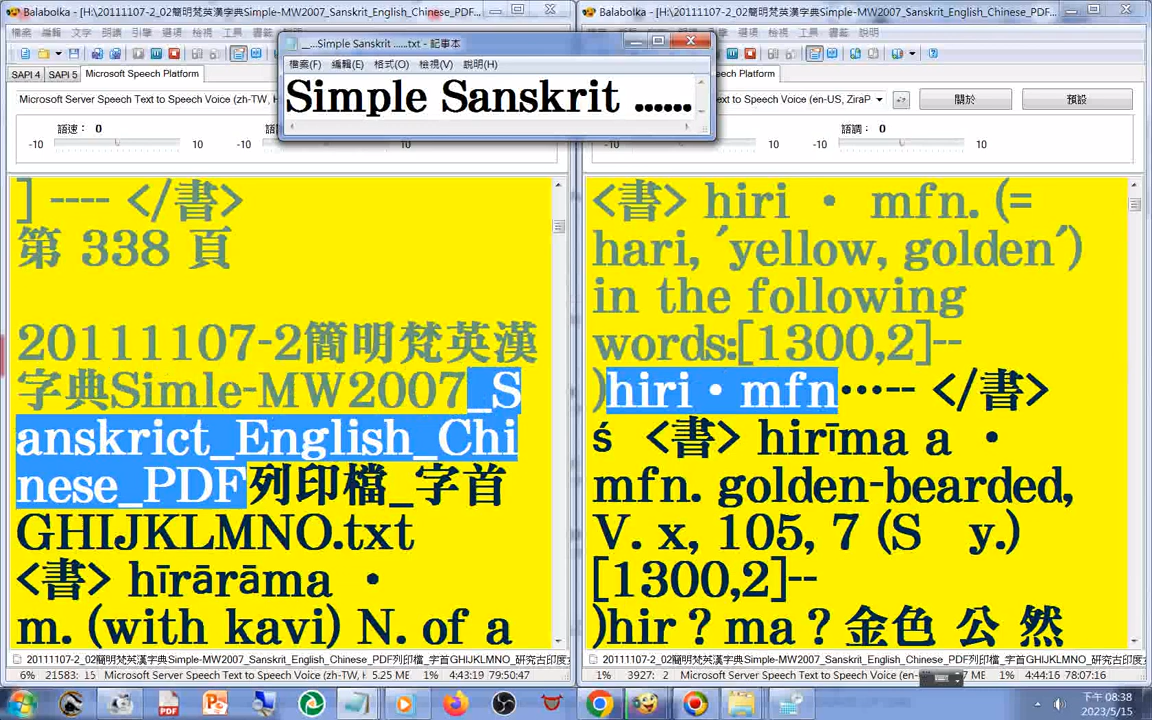 Balabolka - [H:\20111107-2_02簡明梵英漢字典Simple-MW2007_Sanskrit_English_Chinese_PDF...
檔案 編輯 文字 朗讀 引擎 選項 檢視 工具 書籤 說明
SAPI 4 SAPI 5 Microsoft Speech Platform
Microsoft Server Speech Text to Speech Voice (zh-TW, H
語速： 0
-10 10 -10
] ---- </書>
第 338 頁
20111107-2簡明梵英漢
字典Simle-MW2007_S
anskrict_English_Chi
nese_PDF列印檔_字首
GHIJKLMNO.txt
<書> hīrārāma •
m. (with kavi) N. of a
20111107-2_02簡明梵英漢字典Simple-MW2007_Sanskrit_English_Chinese_PDF列印檔_字首GHIJKLMNO_研究古印度
6% 21583: 15 Microsoft Server Speech Text to Speech Voice (zh-TW, H 5.25 ME 1% 4:43:19 79:50:47
__...Simple Sanskrit ......txt - 記事本
檔案(F) 編輯(E) 格式(O) 檢視(V) 說明(H)
Simple Sanskrit ......
Balabolka - [H:\20111107-2_02簡明梵英漢字典Simple-MW2007_Sanskrit_English_Chinese_PDF...
選項 檢視 工具 書籤 說明
eech Platform
ext to Speech Voice (en-US, ZiraP 關於 預設
語調： 0
10 -10 10
<書> hiri • mfn. (=
hari, ´yellow, golden´)
in the following
words:[1300,2]--
)hiri•mfn…-- </書>
ś <書> hirīma a •
mfn. golden-bearded,
V. x, 105, 7 (S y.)
[1300,2]--
)hir？ma？金色 公 然
20111107-2_02簡明梵英漢字典Simple-MW2007_Sanskrit_English_Chinese_PDF列印檔_字首GHIJKLMNO_研究古印度
1% 3927: 2 Microsoft Server Speech Text to Speech Voice (en-U 1% 4:44:16 78:07:16
下午 08:38
2023/5/15